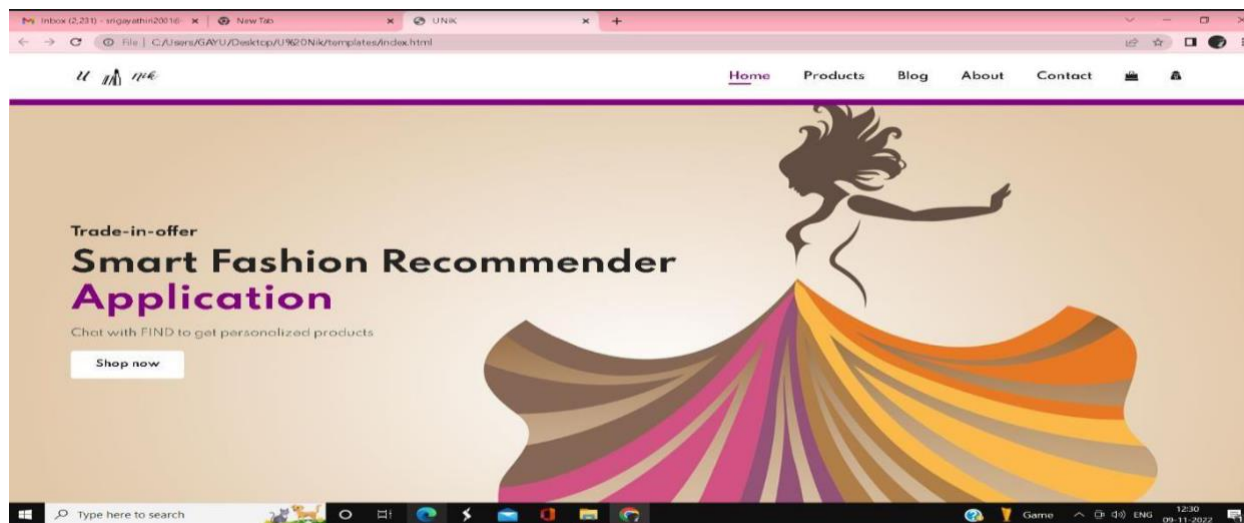 Inbox (2,231) - srigayathiri20016
New Tab
UNIK
File | C:/Users/GAYU/Desktop/U%20Nik/templates/index.html
U nik
Home Products Blog About Contact
Trade-in-offer
Smart Fashion Recommender
Application
Chat with FIND to get personalized products
Shop now
Type here to search
Game
ENG
12:30
09-11-2022